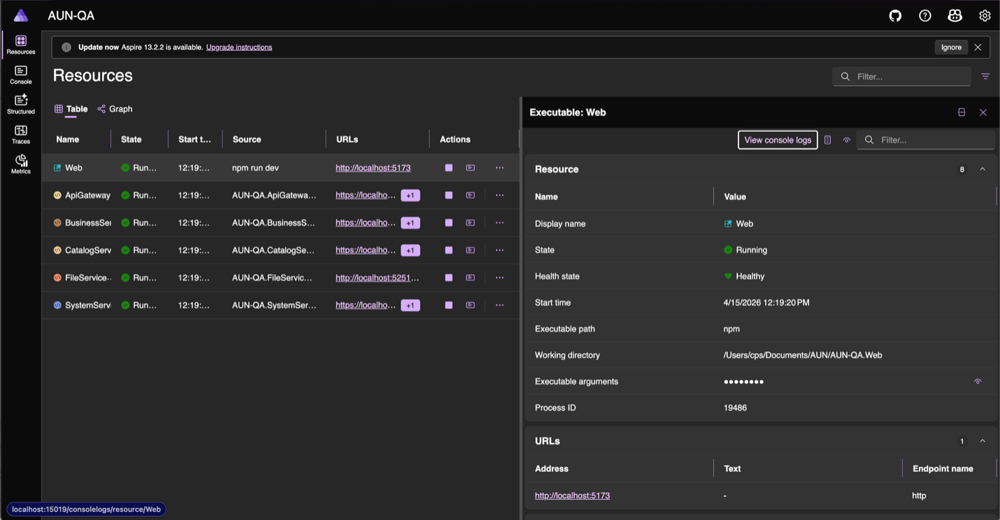 AUN-QA
Resources
Console
Structured
Traces
Metrics
Update now Aspire 13.2.2 is available. Upgrade instructions
Ignore
Resources
Filter...
Table
Graph
Name State Start t... Source URLs Actions
Web Run... 12:19:... npm run dev http://localhost:5173
ApiGateway Run... 12:19:... AUN-QA.ApiGatewa... https://localho... +1
BusinessSer Run... 12:19:... AUN-QA.BusinessS... https://localho... +1
CatalogServ Run... 12:19:... AUN-QA.CatalogSe... https://localho... +1
FileService Run... 12:19:... AUN-QA.FileServic... http://localhost:5251...
SystemServi Run... 12:19:... AUN-QA.SystemSer... https://localho... +1
Executable: Web
View console logs
Filter...
Resource 8
Name Value
Display name Web
State Running
Health state Healthy
Start time 4/15/2026 12:19:20 PM
Executable path npm
Working directory /Users/cps/Documents/AUN/AUN-QA.Web
Executable arguments ●●●●●●●●
Process ID 19486
URLs 1
Address Text Endpoint name
http://localhost:5173 - http
localhost:15019/consolelogs/resource/Web